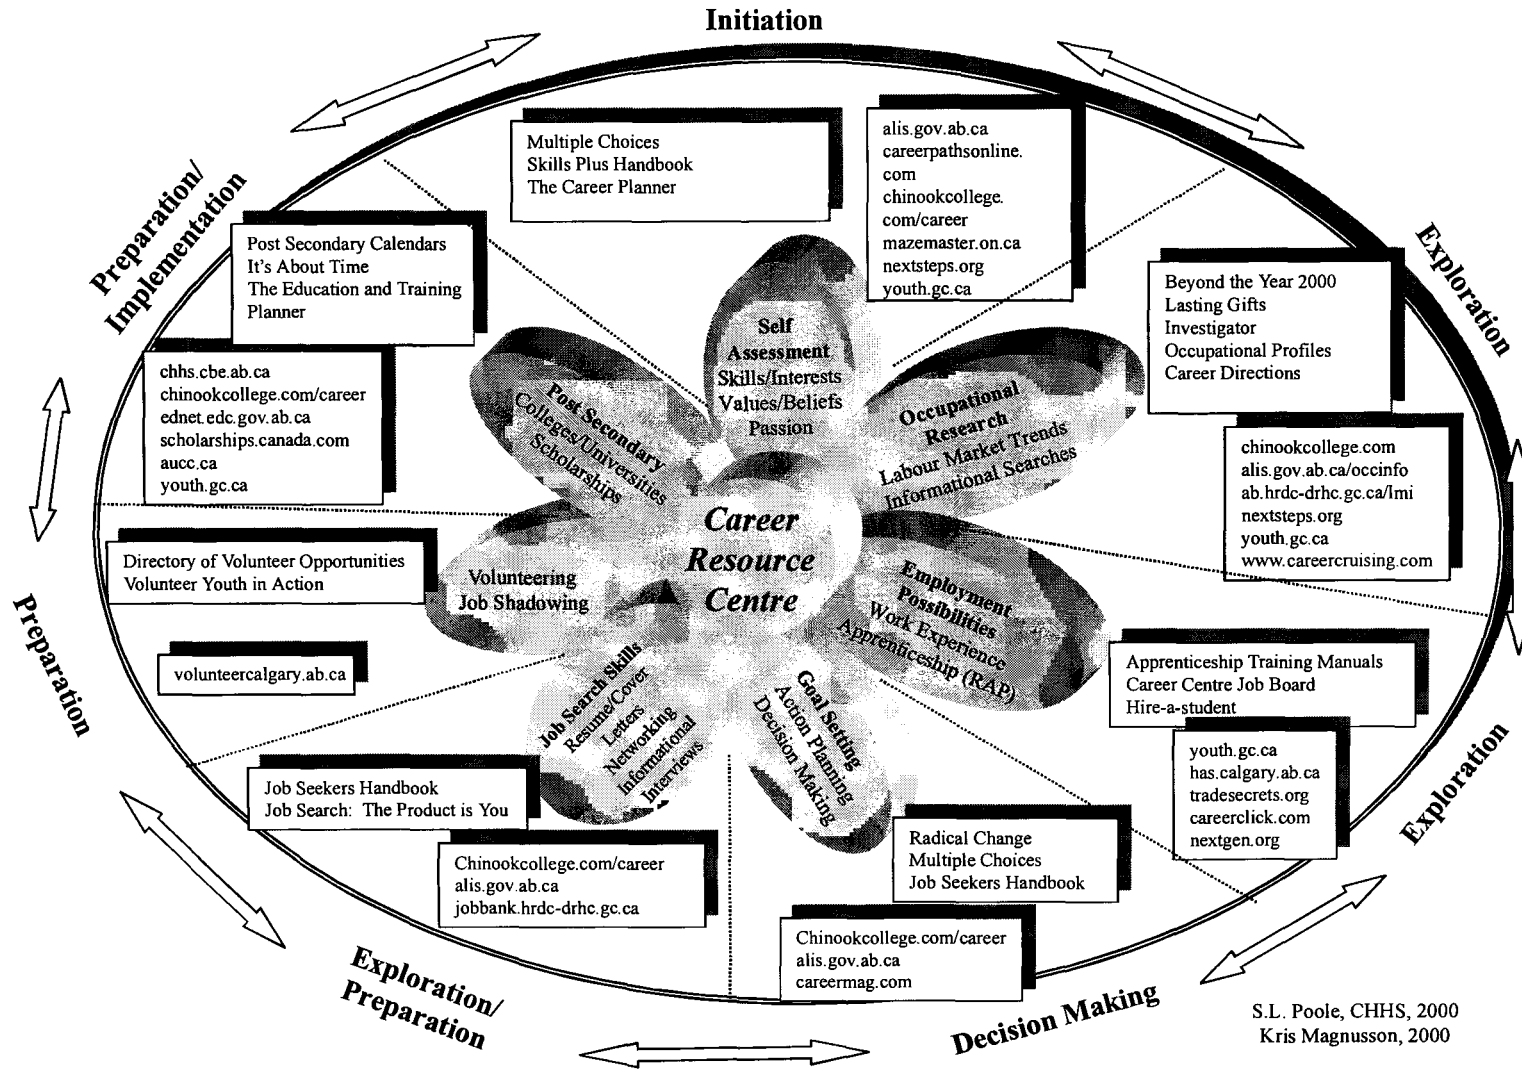 Initiation
Multiple Choices
Skills Plus Handbook
The Career Planner
alis.gov.ab.ca
careerpathsonline.
com
chinookcollege.
com/career
mazemaster.on.ca
nextsteps.org
youth.gc.ca
Preparation/
Implementation
Post Secondary Calendars
It's About Time
The Education and Training
Planner
chhs.cbe.ab.ca
chinookcollege.com/career
ednet.edc.gov.ab.ca
scholarships.canada.com
aucc.ca
youth.gc.ca
Exploration
Beyond the Year 2000
Lasting Gifts
Investigator
Occupational Profiles
Career Directions
chinookcollege.com
alis.gov.ab.ca/occinfo
ab.hrdc-drhc.gc.ca/lmi
nextsteps.org
youth.gc.ca
www.careercruising.com
Self
Assessment
Skills/Interests
Values/Beliefs
Passion
Post Secondary
Colleges/Universities
Scholarships
Occupational
Research
Labour Market Trends
Informational Searches
Career
Resource
Centre
Volunteering
Job Shadowing
Employment
Possibilities
Work Experience
Apprenticeship (RAP)
Job Search Skills
Resume/Cover
Letters
Networking
Informational
Interviews
Goal Setting
Action Planning
Decision Making
Directory of Volunteer Opportunities
Volunteer Youth in Action
volunteercalgary.ab.ca
Preparation
Apprenticeship Training Manuals
Career Centre Job Board
Hire-a-student
youth.gc.ca
has.calgary.ab.ca
tradesecrets.org
careerclick.com
nextgen.org
Exploration
Job Seekers Handbook
Job Search: The Product is You
Chinookcollege.com/career
alis.gov.ab.ca
jobbank.hrdc-drhc.gc.ca
Radical Change
Multiple Choices
Job Seekers Handbook
Chinookcollege.com/career
alis.gov.ab.ca
careermag.com
Exploration/
Preparation
Decision Making
S.L. Poole, CHHS, 2000
Kris Magnusson, 2000